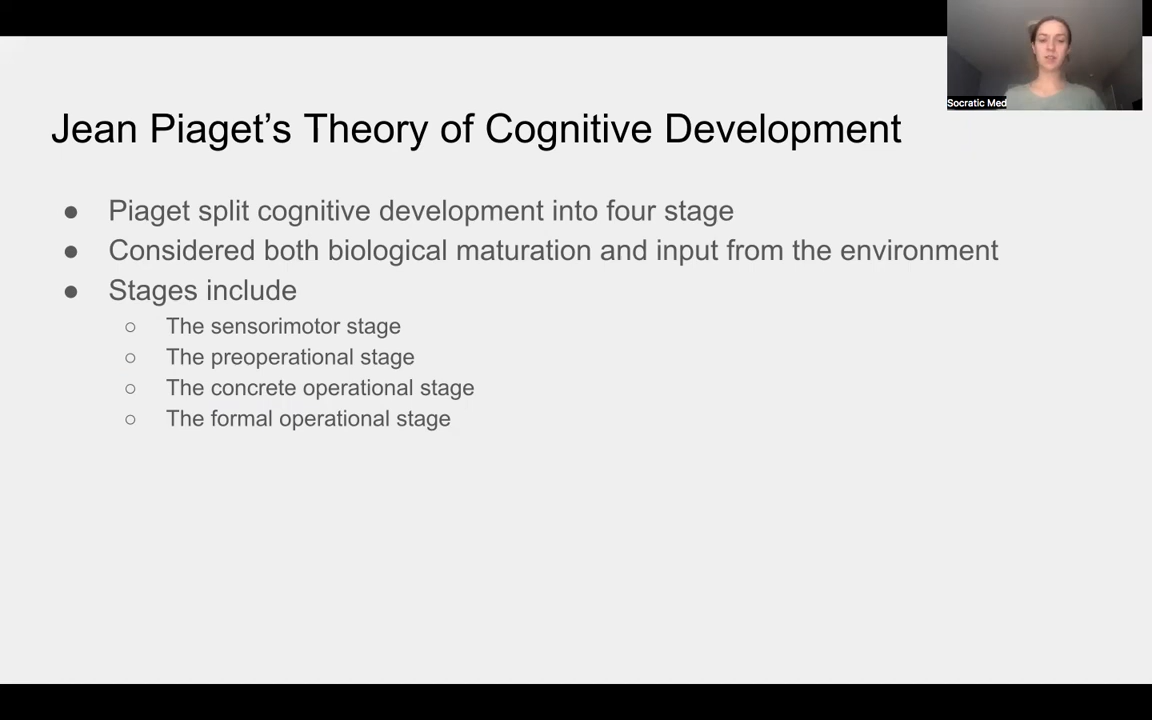 Socratic Med
Jean Piaget’s Theory of Cognitive Development
● Piaget split cognitive development into four stage
● Considered both biological maturation and input from the environment
● Stages include
○ The sensorimotor stage
○ The preoperational stage
○ The concrete operational stage
○ The formal operational stage